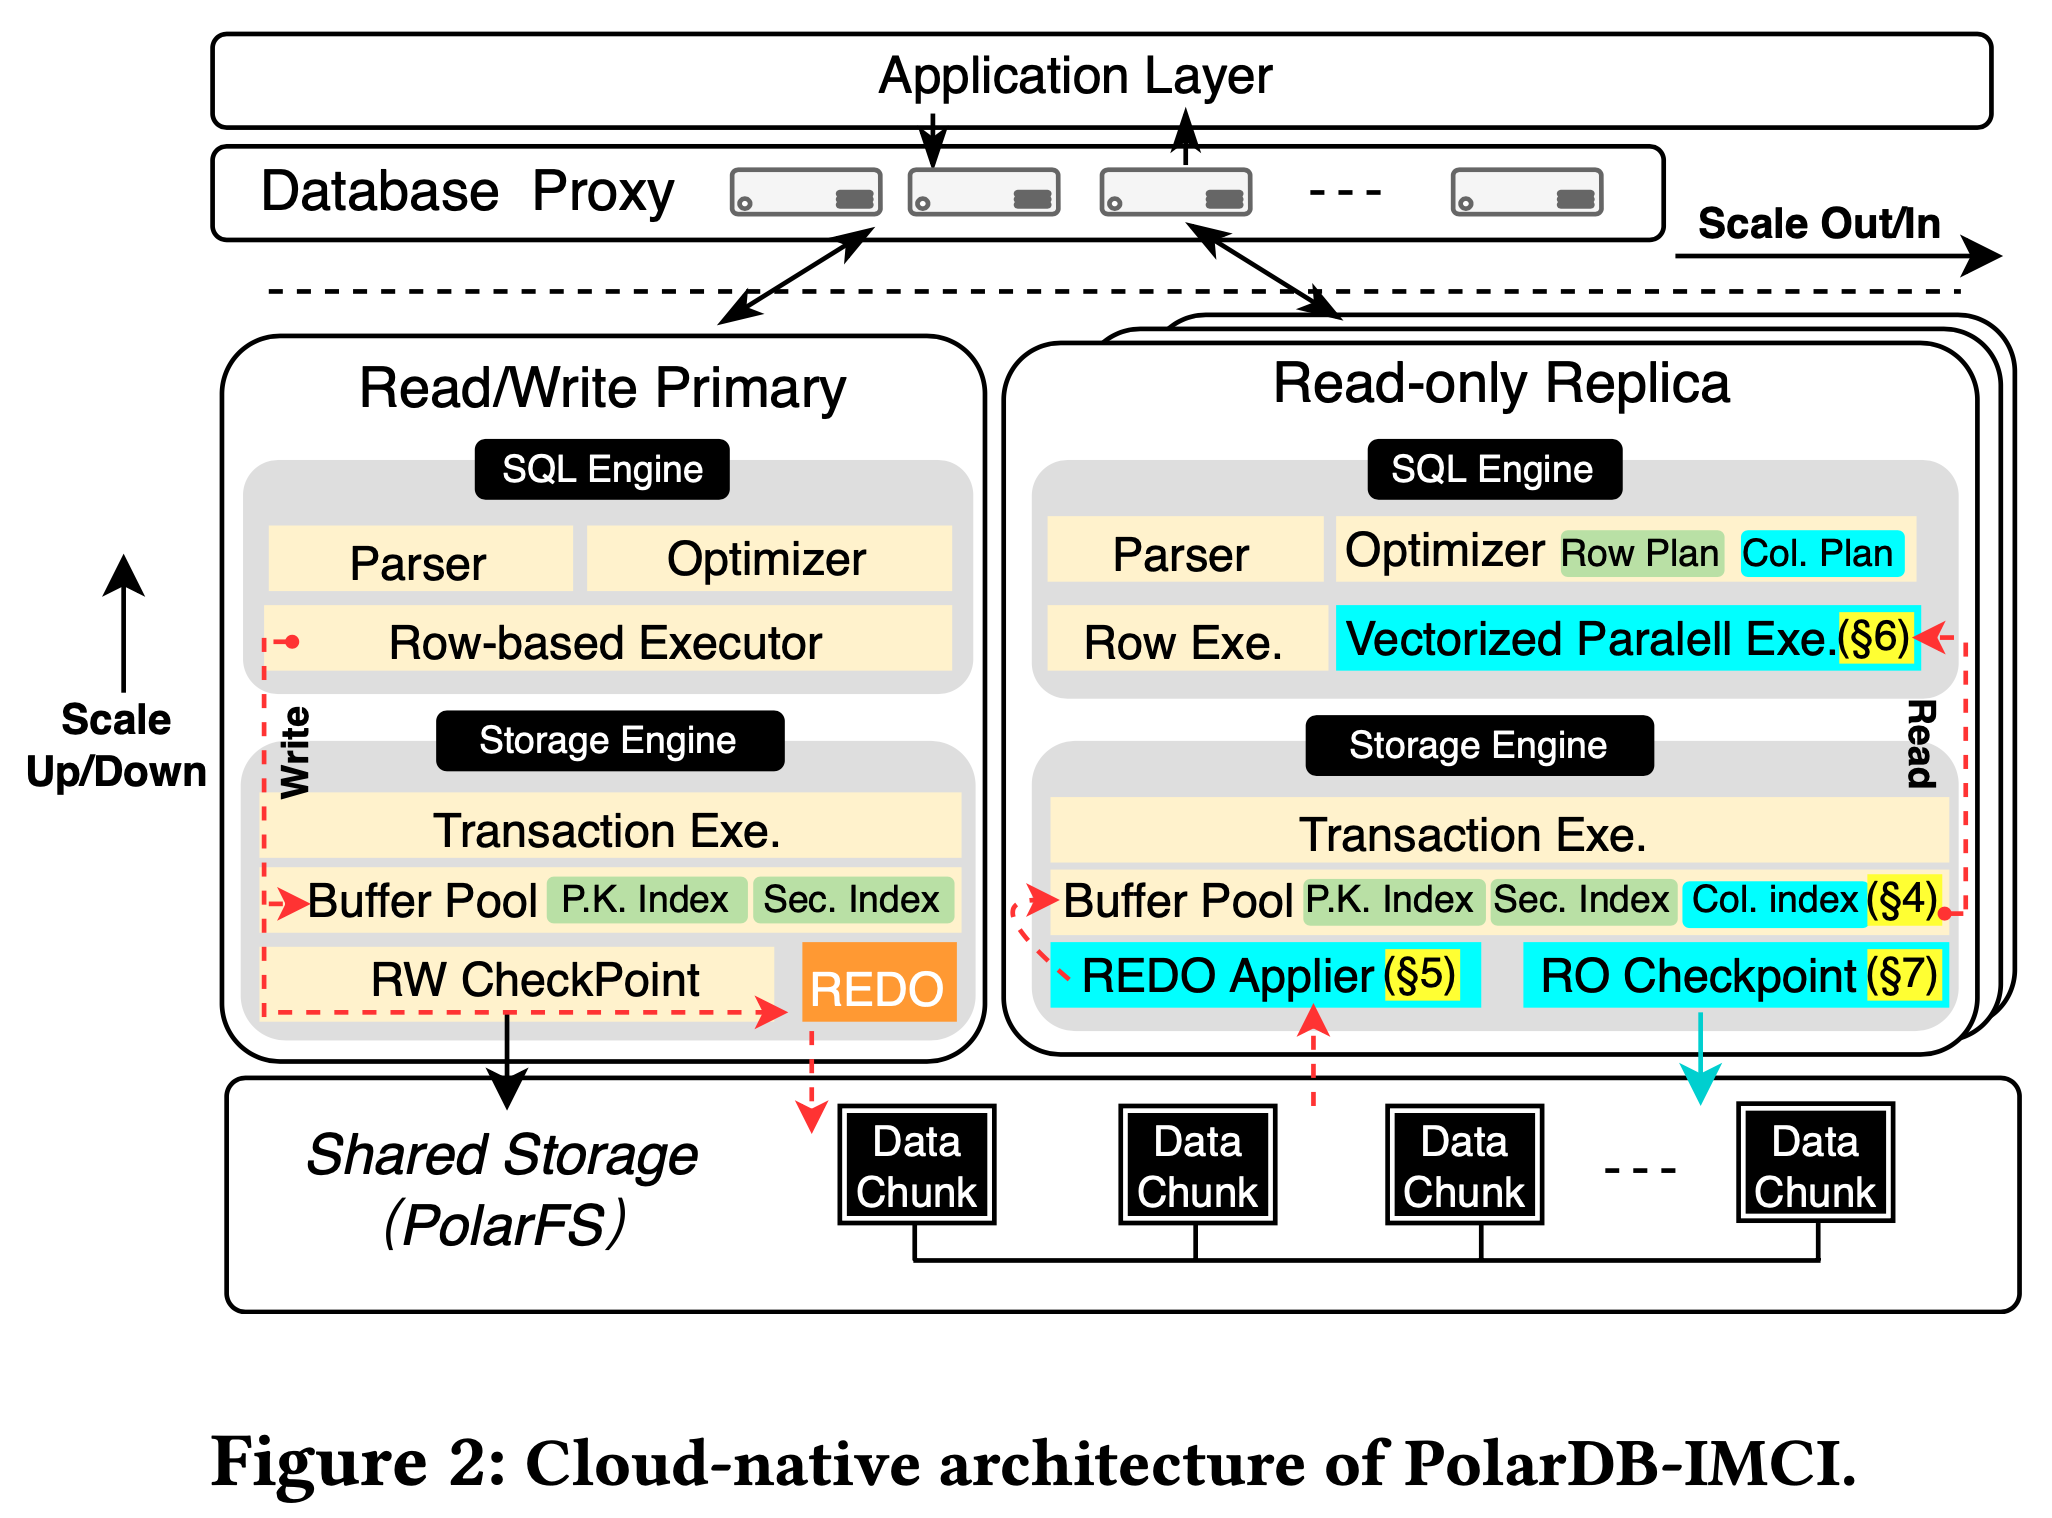 Application Layer
Database Proxy
- - -
Scale Out/In
Read/Write Primary
SQL Engine
Parser
Optimizer
Row-based Executor
Write
Storage Engine
Transaction Exe.
Buffer Pool P.K. Index Sec. Index
RW CheckPoint
REDO
Scale
Up/Down
Read-only Replica
SQL Engine
Parser
Optimizer Row Plan Col. Plan
Row Exe.
Vectorized Paralell Exe.(§6)
Read
Storage Engine
Transaction Exe.
Buffer Pool P.K. Index Sec. Index Col. index (§4)
REDO Applier (§5)
RO Checkpoint (§7)
Shared Storage
(PolarFS)
Data
Chunk
Data
Chunk
Data
Chunk
- - -
Data
Chunk
Figure 2: Cloud-native architecture of PolarDB-IMCI.